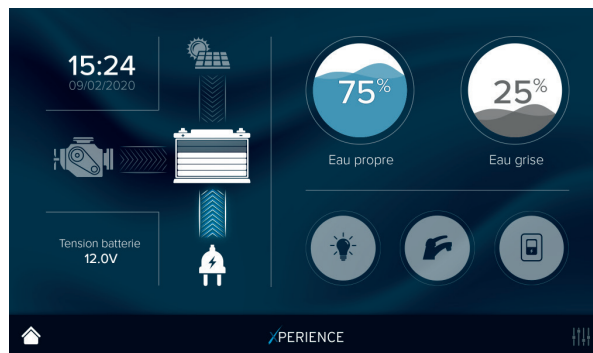 15:24
09/02/2020
Tension batterie
12.0V
75%
Eau propre
25%
Eau grise
XPERIENCE